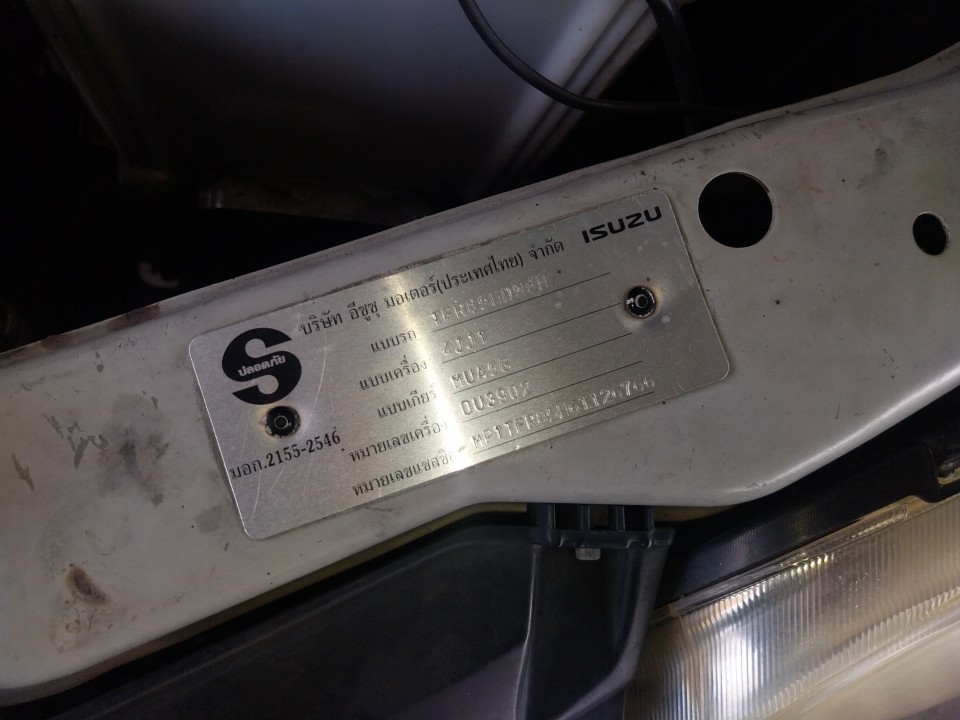 ISUZU
บริษัท อีซูซุ มอเตอร์(ประเทศไทย) จำกัด
S
ปลอดภัย
มอก.2155-2546
แบบรถ
แบบเครื่อง 4JJ1
แบบเกียร์ MUA5G
หมายเลขเครื่อง DU3902
หมายเลขแชสซี